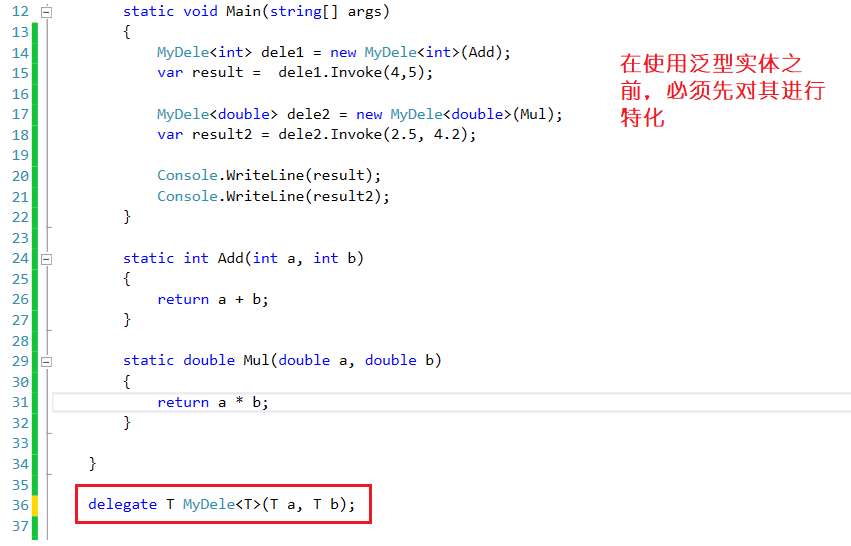 12 static void Main(string[] args)
13 {
14 MyDele<int> dele1 = new MyDele<int>(Add);
15 var result =  dele1.Invoke(4,5);
16
17 MyDele<double> dele2 = new MyDele<double>(Mul);
18 var result2 = dele2.Invoke(2.5, 4.2);
19
20 Console.WriteLine(result);
21 Console.WriteLine(result2);
22 }
23
24 static int Add(int a, int b)
25 {
26 return a + b;
27 }
28
29 static double Mul(double a, double b)
30 {
31 return a * b;
32 }
33
34 }
35
36 delegate T MyDele<T>(T a, T b);
37
在使用泛型实体之
前，必须先对其进行
特化